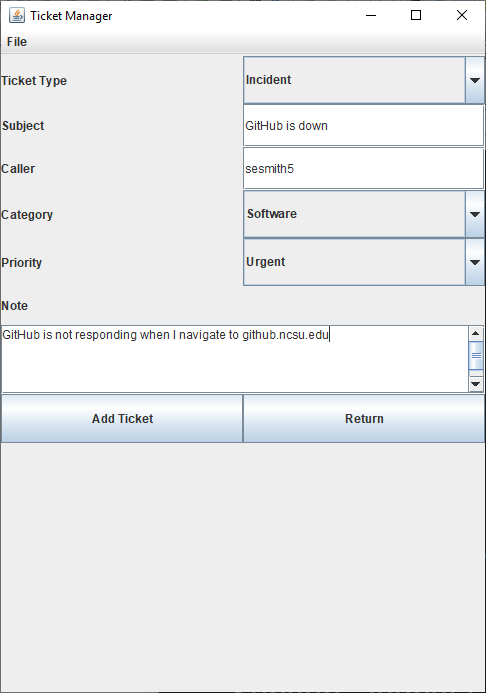 Ticket Manager
File
Ticket Type Incident
Subject GitHub is down
Caller sesmith5
Category Software
Priority Urgent
Note
GitHub is not responding when I navigate to github.ncsu.edu
Add Ticket Return